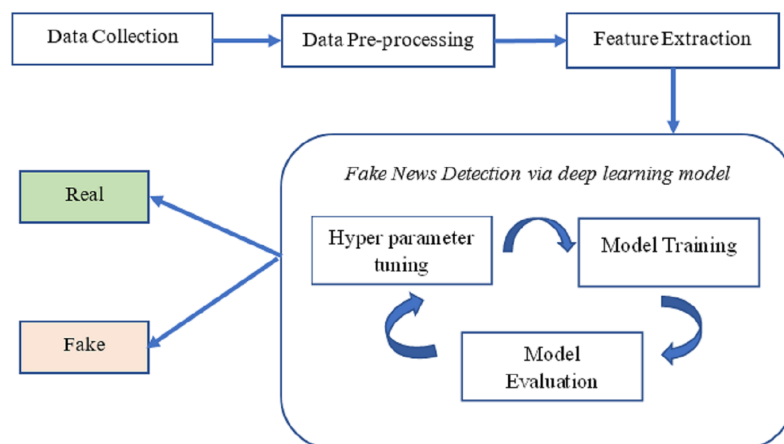 Data Collection
Data Pre-processing
Feature Extraction
Fake News Detection via deep learning model
Hyper parameter
tuning
Model Training
Model
Evaluation
Real
Fake